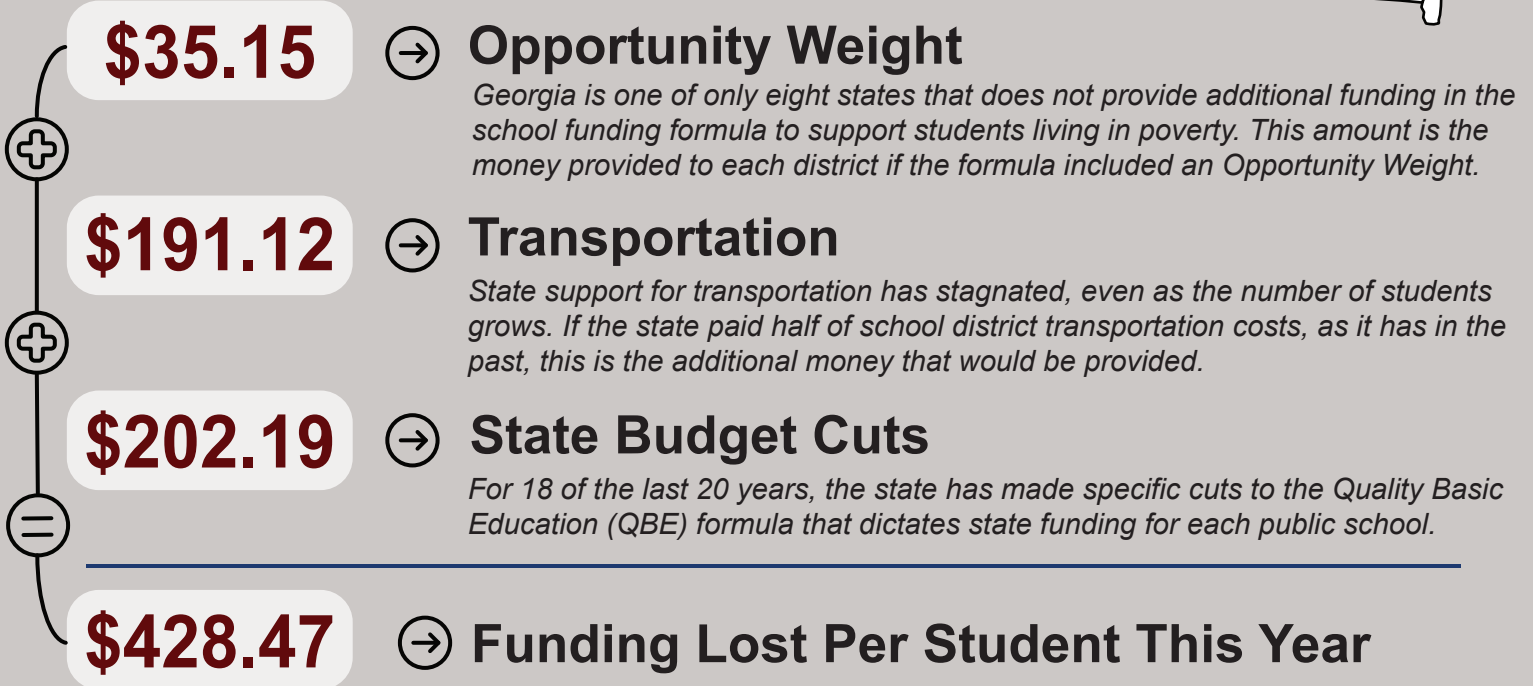 $35.15
Opportunity Weight
Georgia is one of only eight states that does not provide additional funding in the
school funding formula to support students living in poverty. This amount is the
money provided to each district if the formula included an Opportunity Weight.
$191.12
Transportation
State support for transportation has stagnated, even as the number of students
grows. If the state paid half of school district transportation costs, as it has in the
past, this is the additional money that would be provided.
$202.19
State Budget Cuts
For 18 of the last 20 years, the state has made specific cuts to the Quality Basic
Education (QBE) formula that dictates state funding for each public school.
$428.47
Funding Lost Per Student This Year